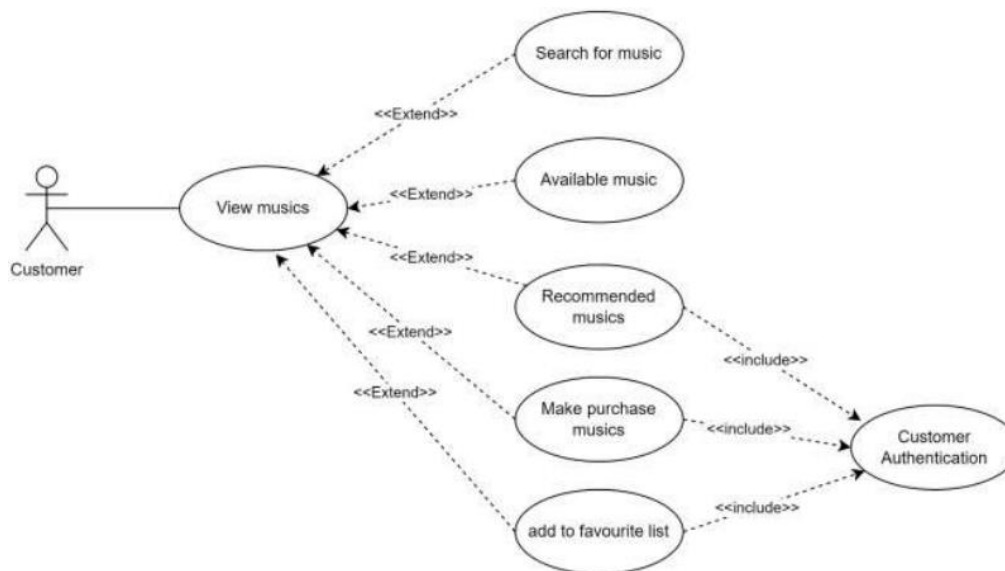 Search for music
<<Extend>>
Available music
<<Extend>>
View musics
<<Extend>>
Customer
Recommended
musics
<<Extend>>
<<include>>
<<Extend>>
Make purchase
musics
<<include>>
Customer
Authentication
<<include>>
add to favourite list